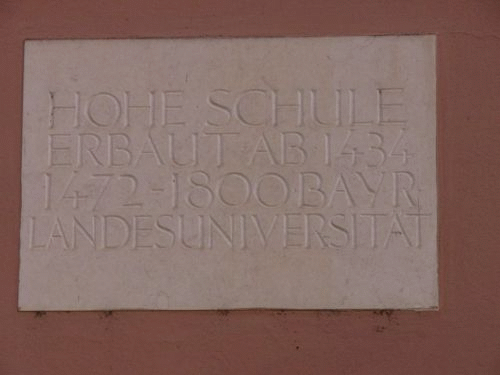 HOHE SCHULE
ERBAUT AB 1434
1472-1800 BAYR.
LANDESUNIVERSITÄT